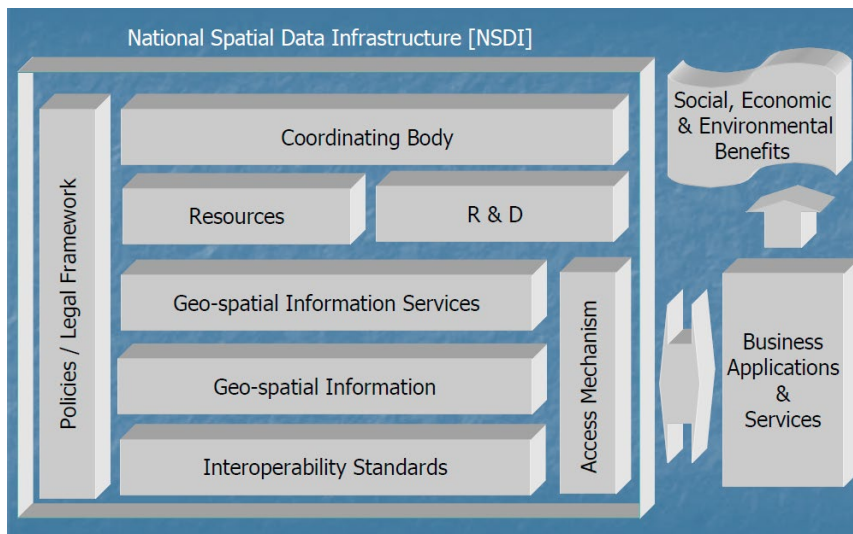 National Spatial Data Infrastructure [NSDI]
Policies / Legal Framework
Coordinating Body
Resources
R & D
Geo-spatial Information Services
Geo-spatial Information
Interoperability Standards
Access Mechanism
Social, Economic
& Environmental
Benefits
Business
Applications
&
Services